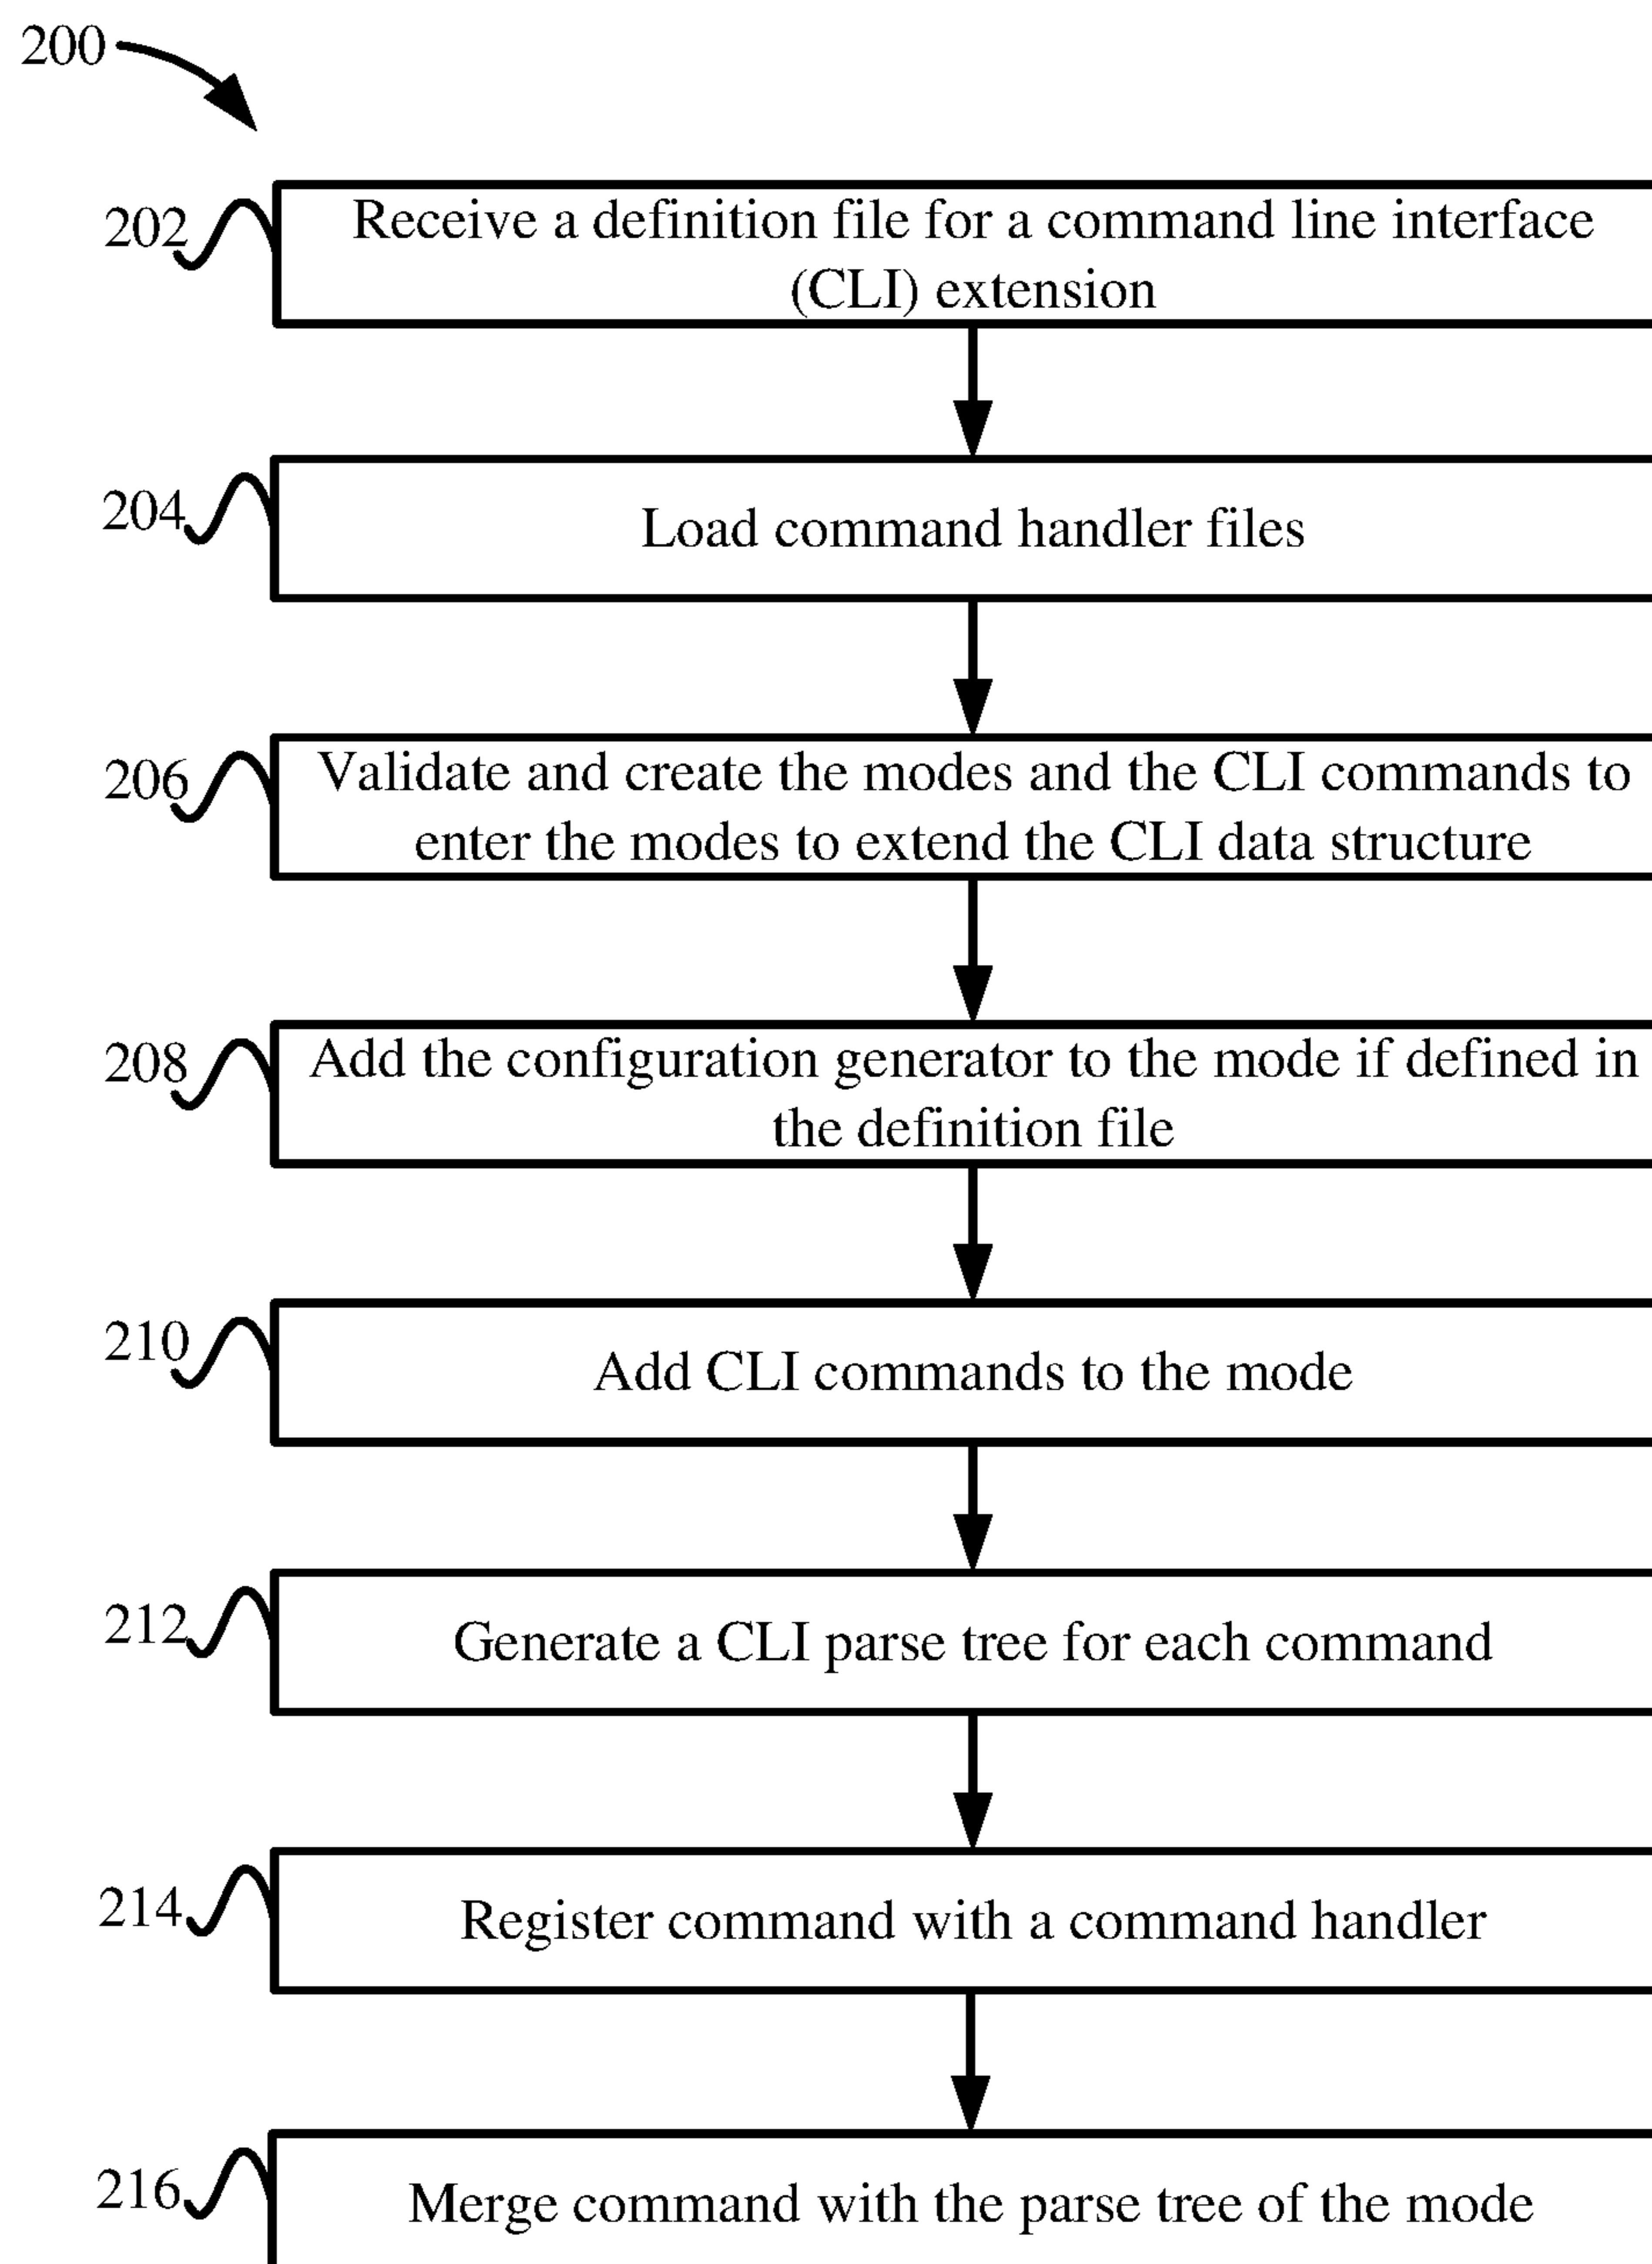 200
202
Receive a definition file for a command line interface
(CLI) extension
204
Load command handler files
206
Validate and create the modes and the CLI commands to
enter the modes to extend the CLI data structure
208
Add the configuration generator to the mode if defined in
the definition file
210
Add CLI commands to the mode
212
Generate a CLI parse tree for each command
214
Register command with a command handler
216
Merge command with the parse tree of the mode